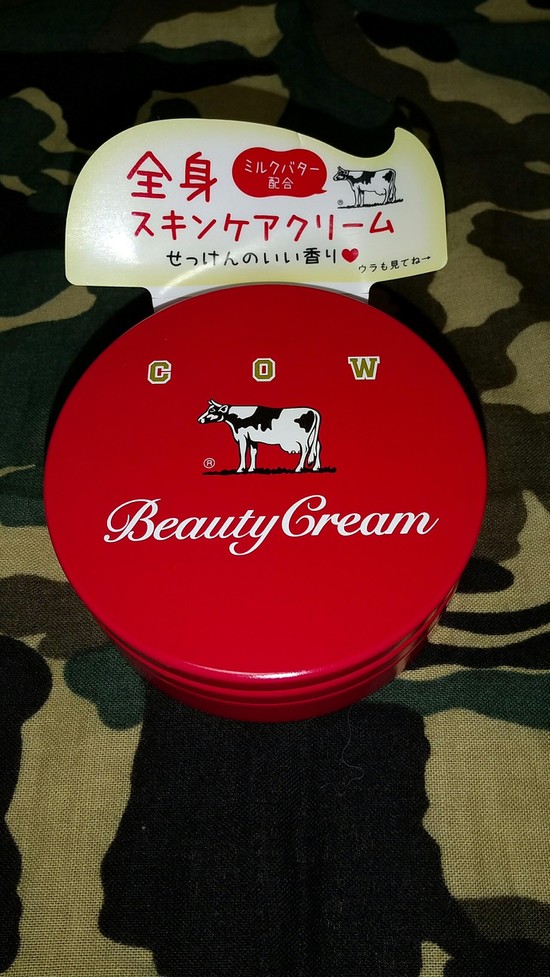 全身
ミルクバター
配合
®
スキンケアクリーム
せっけんのいい香り♥
ウラも見てね→
COW
®
Beauty Cream